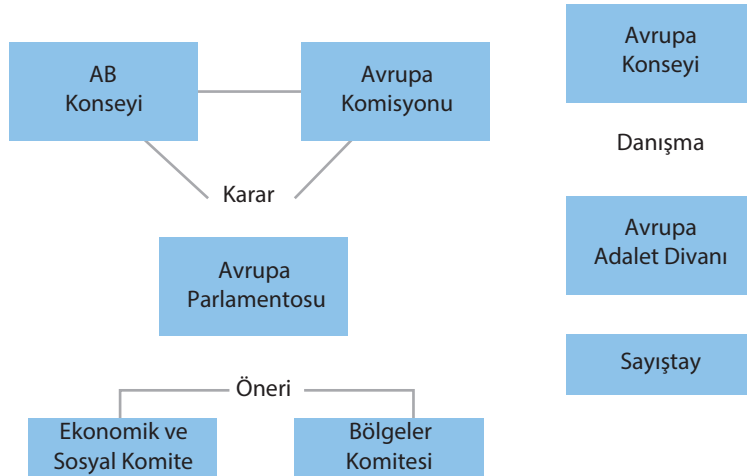 AB
Konseyi
Avrupa
Komisyonu
Karar
Avrupa
Parlamentosu
Öneri
Ekonomik ve
Sosyal Komite
Bölgeler
Komitesi
Avrupa
Konseyi
Danışma
Avrupa
Adalet Divanı
Sayıştay